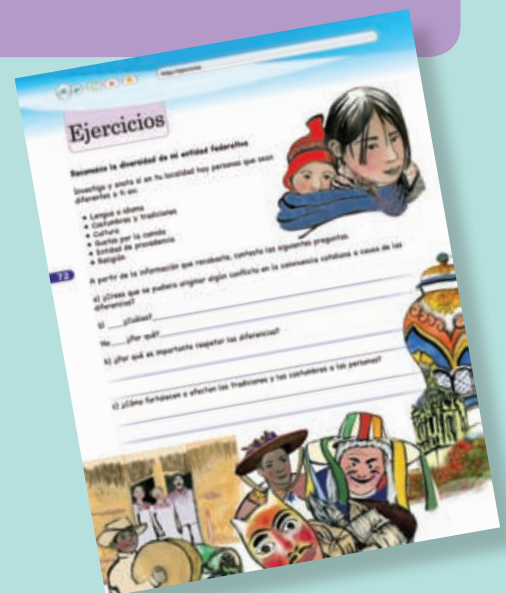 Ejercicios
Reconozco la diversidad de mi entidad federativa
Investiga y anota si en tu localidad hay personas que sean
diferentes a ti en:
• Lengua o idioma
• Costumbres y tradiciones
• Cultura
• Gustos por la comida
• Entidad de procedencia
• Religión
72
A partir de la información que recabaste, contesta las siguientes preguntas.
a) ¿Crees que se pudiera originar algún conflicto en la convivencia cotidiana a causa de las
diferencias?
Sí ___ ¿Cuáles?
No ___ ¿Por qué?
b) ¿Por qué es importante respetar las diferencias?
c) ¿Cómo fortalecen o afectan las tradiciones y las costumbres a las personas?